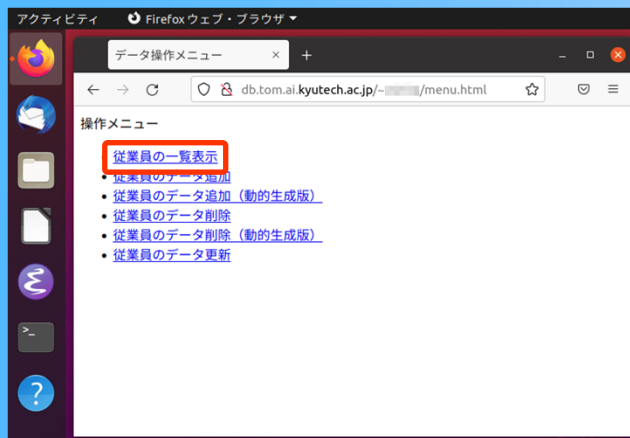 アクティビティ Firefox ウェブ・ブラウザ
データ操作メニュー
db.tom.ai.kyutech.ac.jp/~ /menu.html
操作メニュー
従業員の一覧表示
従業員のデータ追加
従業員のデータ追加（動的生成版）
従業員のデータ削除
従業員のデータ削除（動的生成版）
従業員のデータ更新